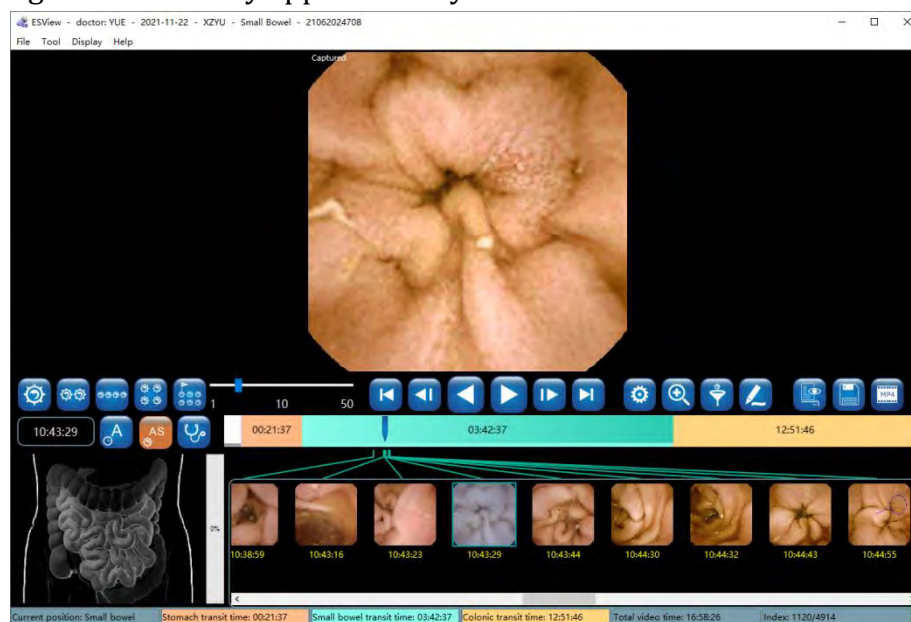 ESView - doctor: YUE - 2021-11-22 - XZYU - Small Bowel - 21062024708
File Tool Display Help
Captured
1 10 50
MP4
10:43:29
A
AS
00:21:37
03:42:37
12:51:46
0%
10:38:59
10:43:16
10:43:23
10:43:29
10:43:44
10:44:30
10:44:32
10:44:43
10:44:55
Current position: Small bowel
Stomach transit time: 00:21:37
Small bowel transit time: 03:42:37
Colonic transit time: 12:51:46
Total video time: 16:58:26
Index: 1120/4914